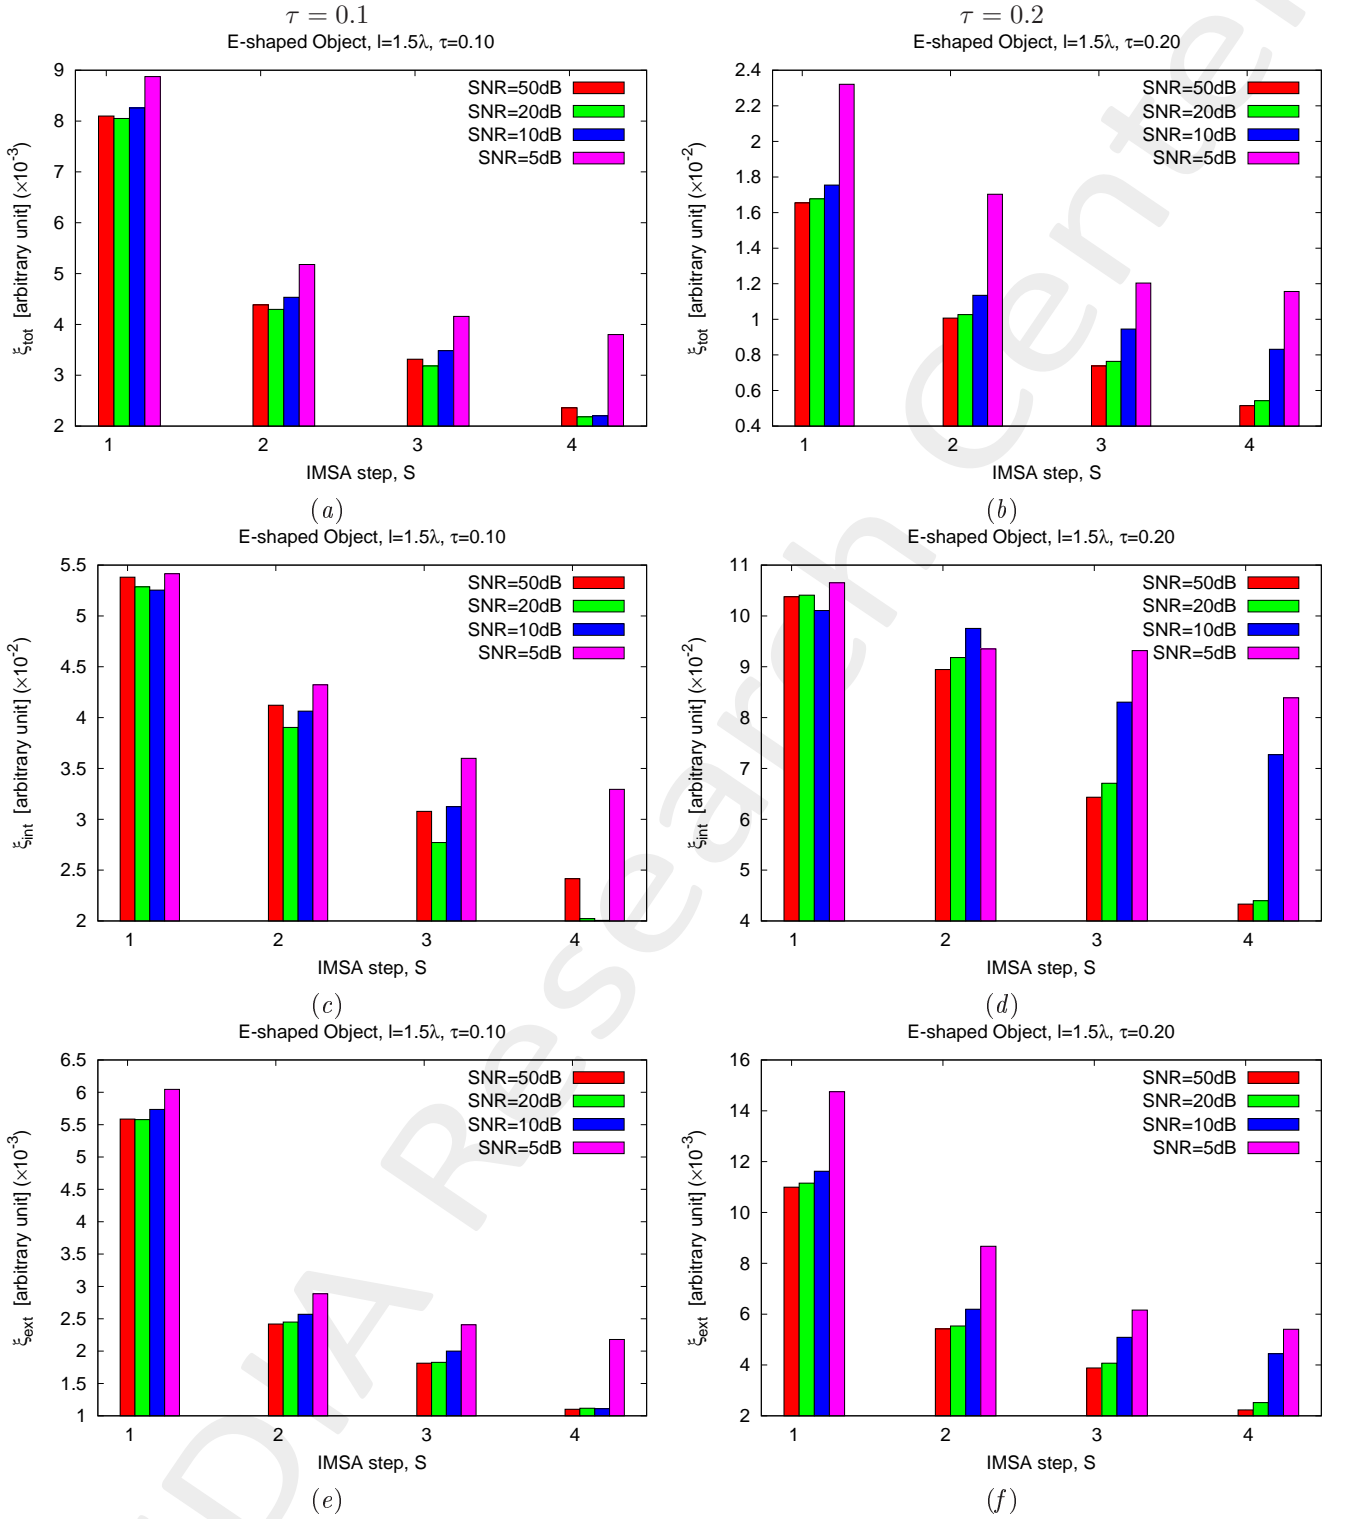 τ = 0.1
τ = 0.2
E-shaped Object, l=1.5λ, τ=0.10
SNR=50dB
SNR=20dB
SNR=10dB
SNR=5dB
9
8
7
6
5
4
3
2
1 2 3 4
ξtot [arbitrary unit] (×10-3)
IMSA step, S
(a)
E-shaped Object, l=1.5λ, τ=0.20
SNR=50dB
SNR=20dB
SNR=10dB
SNR=5dB
2.4
2.2
2
1.8
1.6
1.4
1.2
1
0.8
0.6
0.4
1 2 3 4
ξtot [arbitrary unit] (×10-2)
IMSA step, S
(b)
E-shaped Object, l=1.5λ, τ=0.10
SNR=50dB
SNR=20dB
SNR=10dB
SNR=5dB
5.5
5
4.5
4
3.5
3
2.5
2
1 2 3 4
ξint [arbitrary unit] (×10-2)
IMSA step, S
(c)
E-shaped Object, l=1.5λ, τ=0.20
SNR=50dB
SNR=20dB
SNR=10dB
SNR=5dB
11
10
9
8
7
6
5
4
1 2 3 4
ξint [arbitrary unit] (×10-2)
IMSA step, S
(d)
E-shaped Object, l=1.5λ, τ=0.10
SNR=50dB
SNR=20dB
SNR=10dB
SNR=5dB
6.5
6
5.5
5
4.5
4
3.5
3
2.5
2
1.5
1
1 2 3 4
ξext [arbitrary unit] (×10-3)
IMSA step, S
(e)
E-shaped Object, l=1.5λ, τ=0.20
SNR=50dB
SNR=20dB
SNR=10dB
SNR=5dB
16
14
12
10
8
6
4
2
1 2 3 4
ξext [arbitrary unit] (×10-3)
IMSA step, S
(f)
DIA Research Center